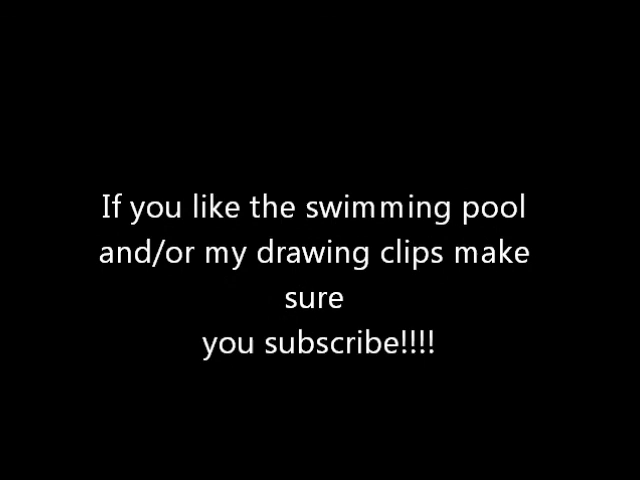 If you like the swimming pool
and/or my drawing clips make
sure
you subscribe!!!!